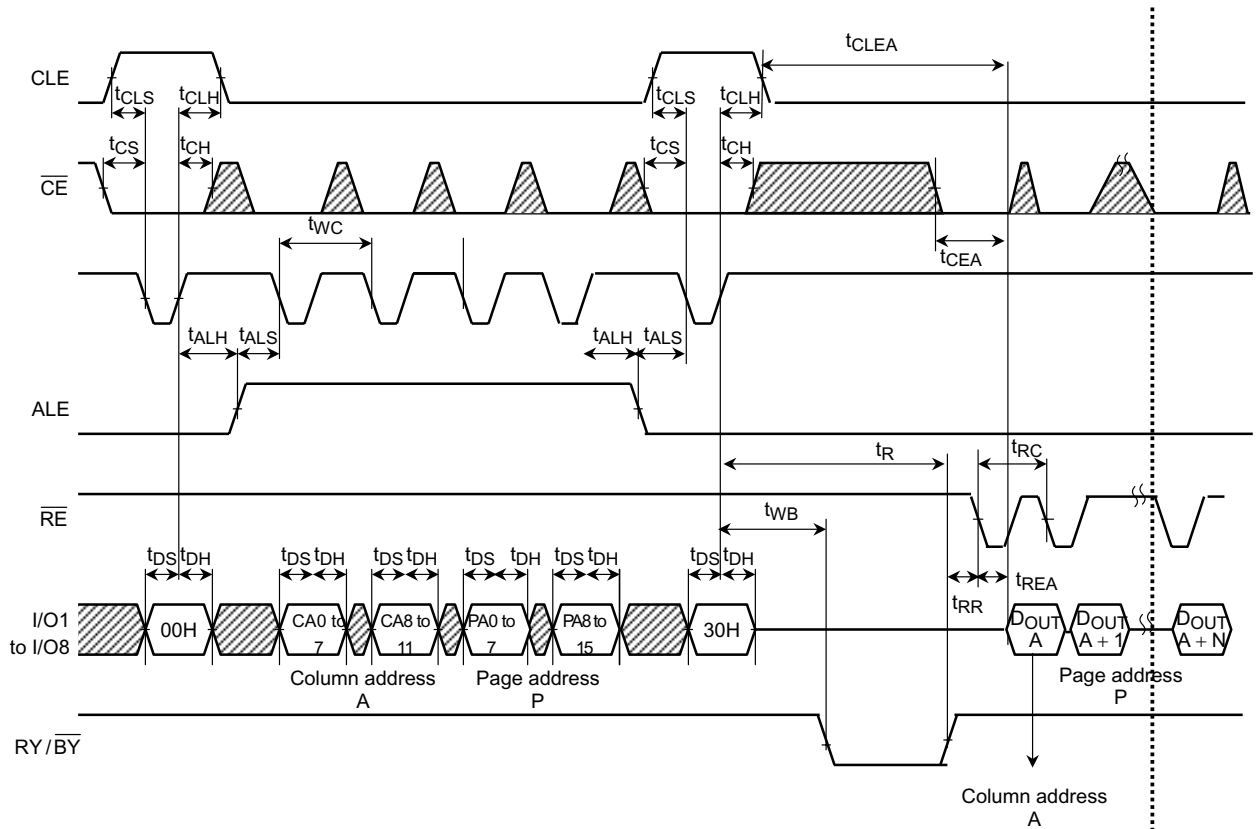 tCLEA
CLE
tCLS tCLH tCLS tCLH
tCS tCH tCS tCH
CE
tWC
tCEA
tALH tALS tALH tALS
ALE
tR tRC
RE
tWB
tDS tDH tDS tDH tDS tDH tDS tDH tDS tDH tDS tDH
tREA
tRR
I/O1
to I/O8
00H
CA0 to
7
CA8 to
11
PA0 to
7
PA8 to
15
30H
DOUT
A
DOUT
A + 1
DOUT
A + N
Column address
A
Page address
P
Page address
P
RY/BY
Column address
A